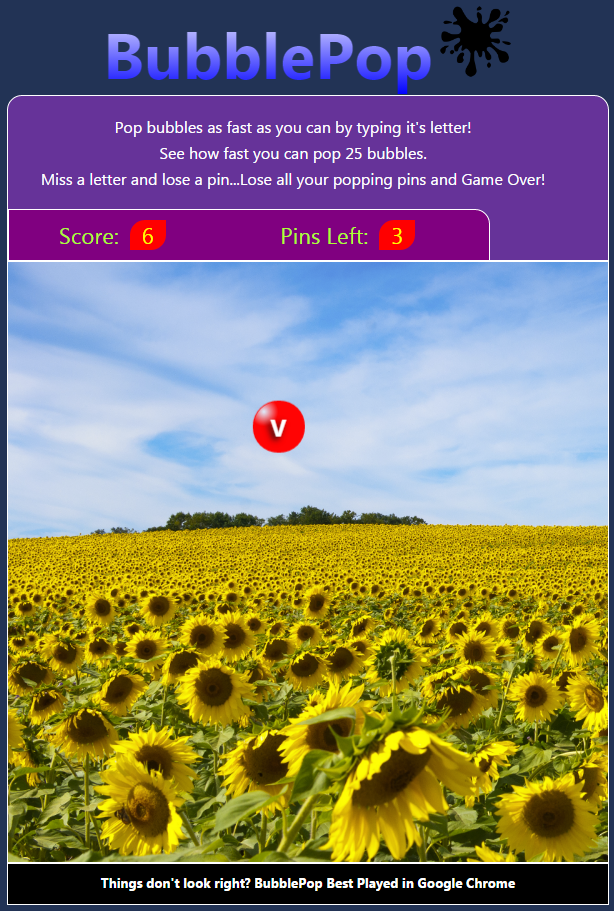 BubblePop
Pop bubbles as fast as you can by typing it's letter!
See how fast you can pop 25 bubbles.
Miss a letter and lose a pin...Lose all your popping pins and Game Over!
Score: 6 Pins Left: 3
v
Things don't look right? BubblePop Best Played in Google Chrome